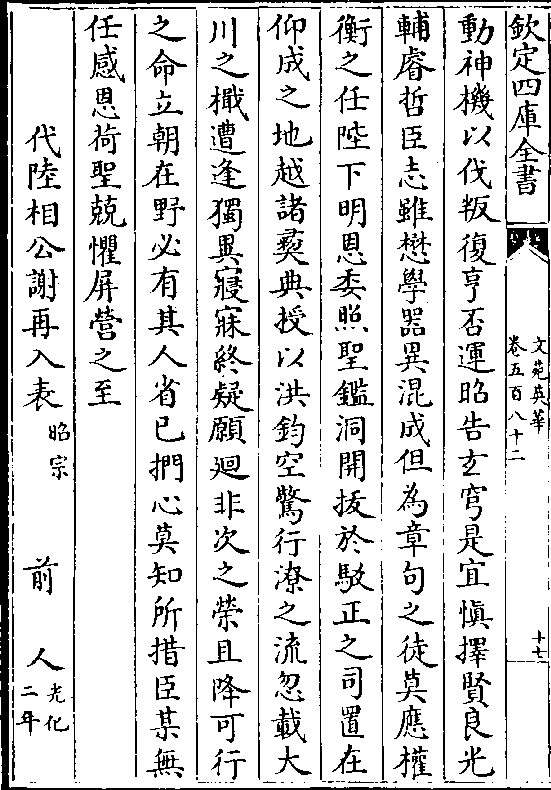 欽定四庫全書
文苑英華
卷五百八十二
十七
動神機以伐叛復亨否運昭告玄穹是宜慎擇賢良光
輔睿哲臣志雖懋學器異混成但為章句之徒莫應權
衡之任陛下明恩委照聖鑑洞開拔於駮正之司置在
仰成之地越諸彞典授以洪鈞空驚行潦之流忽載大
川之檝遭逢獨異寢寐終疑願迴非次之榮且降可行
之命立朝在野必有其人省已捫心莫知所措臣某無
任感恩荷聖兢懼屏營之至
代陸相公謝再入表昭宗 前人光化二年